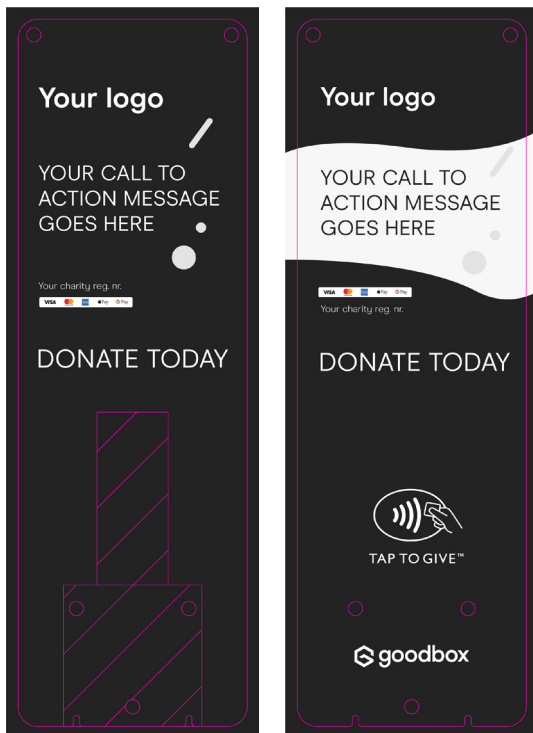 Your logo
YOUR CALL TO
ACTION MESSAGE
GOES HERE
Your charity reg. nr.
VISA Pay G Pay
DONATE TODAY
Your logo
YOUR CALL TO
ACTION MESSAGE
GOES HERE
VISA Pay G Pay
Your charity reg. nr.
DONATE TODAY
TAP TO GIVE™
goodbox